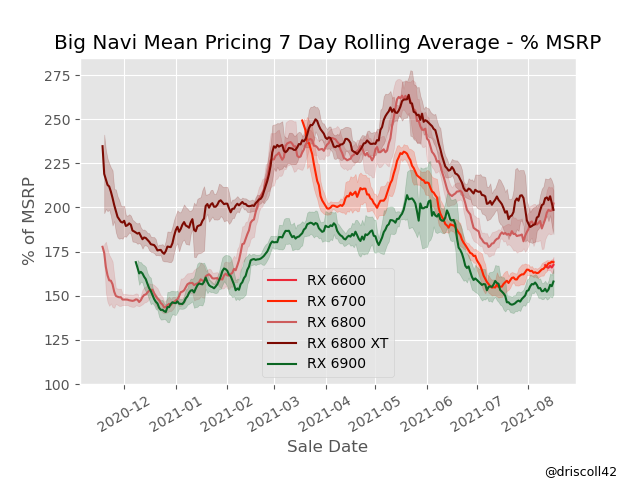 Big Navi Mean Pricing 7 Day Rolling Average - % MSRP
% of MSRP
275
250
225
200
175
150
125
100
RX 6600
RX 6700
RX 6800
RX 6800 XT
RX 6900
2020-12
2021-01
2021-02
2021-03
2021-04
2021-05
2021-06
2021-07
2021-08
Sale Date
@driscoll42